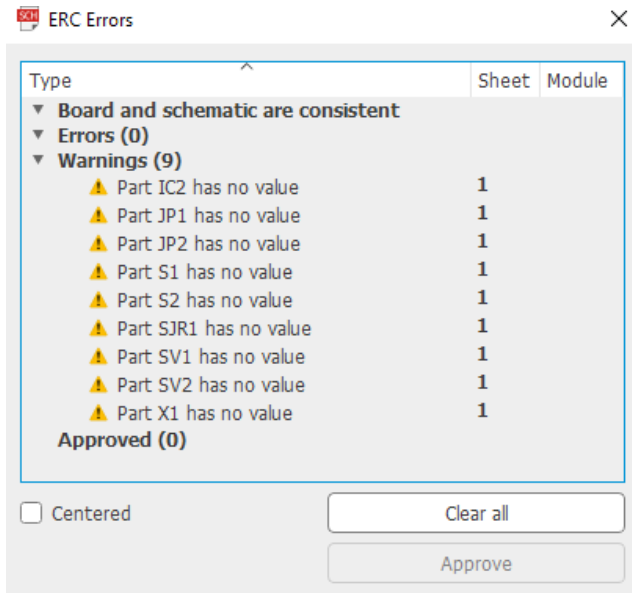 SCH ERC Errors
Type Sheet Module
Board and schematic are consistent
Errors (0)
Warnings (9)
Part IC2 has no value 1
Part JP1 has no value 1
Part JP2 has no value 1
Part S1 has no value 1
Part S2 has no value 1
Part SJR1 has no value 1
Part SV1 has no value 1
Part SV2 has no value 1
Part X1 has no value 1
Approved (0)
Centered Clear all
Approve